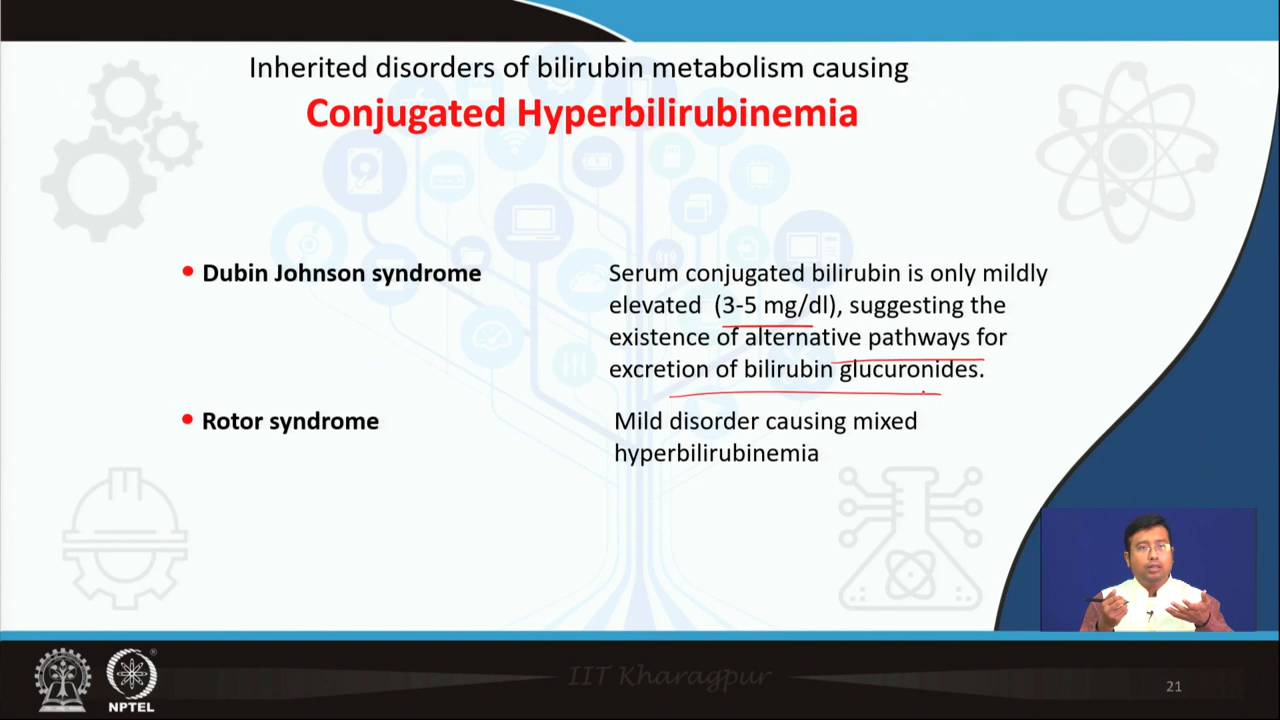 Inherited disorders of bilirubin metabolism causing
Conjugated Hyperbilirubinemia
• Dubin Johnson syndrome
Serum conjugated bilirubin is only mildly
elevated (3-5 mg/dl), suggesting the
existence of alternative pathways for
excretion of bilirubin glucuronides.
• Rotor syndrome
Mild disorder causing mixed
hyperbilirubinemia
IIT Kharagpur
NPTEL
®
21